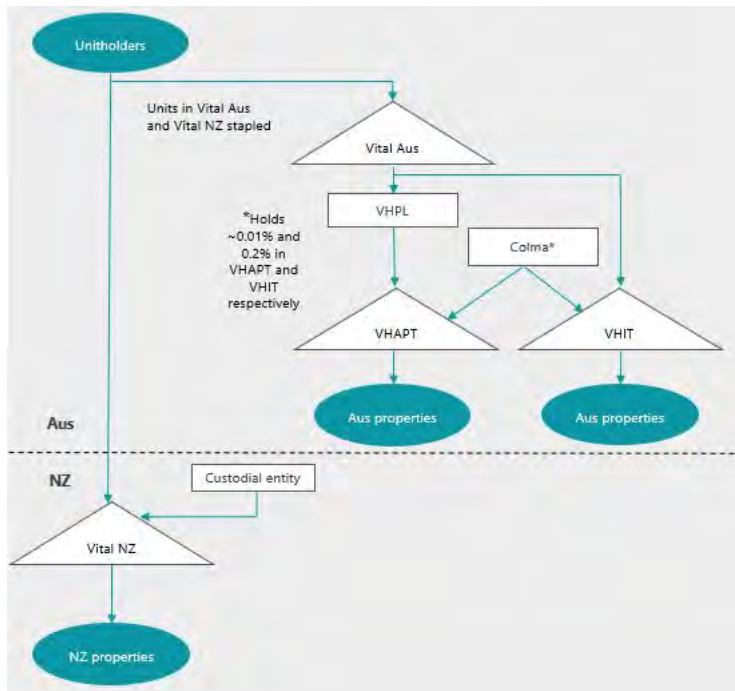 Unitholders
Units in Vital Aus
and Vital NZ stapled
Vital Aus
VHPL
*Holds
~0.01% and
0.2% in
VHAPT and
VHIT
respectively
Colma*
VHAPT
VHIT
Aus properties
Aus properties
Aus
NZ
Custodial entity
Vital NZ
NZ properties